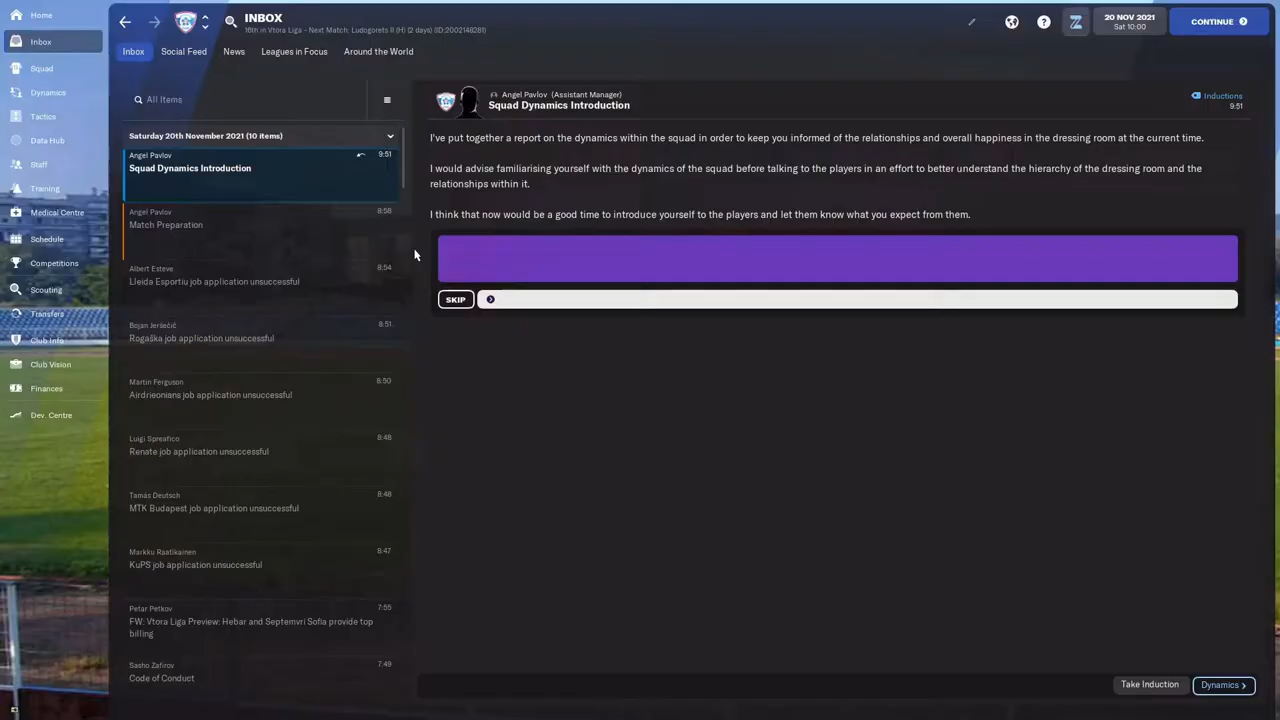 Home
Inbox
Squad
Dynamics
Tactics
Data Hub
Staff
Training
Medical Centre
Schedule
Competitions
Scouting
Transfers
Club Info
Club Vision
Finances
Dev. Centre
INBOX
16th in Vtora Liga - Next Match: Ludogorets II (H) (2 days) (ID:2002148281)
20 NOV 2021
Sat 10:00
CONTINUE
Inbox Social Feed News Leagues in Focus Around the World
All Items
Saturday 20th November 2021 (10 items)
Angel Pavlov 9:51
Squad Dynamics Introduction
Angel Pavlov 8:58
Match Preparation
Albert Esteve 8:54
Lleida Esportiu job application unsuccessful
Bojan Jeršečić 8:51
Rogaška job application unsuccessful
Martin Ferguson 8:50
Airdrieonians job application unsuccessful
Luigi Spreafico 8:48
Renate job application unsuccessful
Tamás Deutsch 8:48
MTK Budapest job application unsuccessful
Markku Raatikainen 8:47
KuPS job application unsuccessful
Petar Petkov 7:55
FW: Vtora Liga Preview: Hebar and Septemvri Sofia provide top
billing
Sasho Zafirov 7:49
Code of Conduct
Angel Pavlov (Assistant Manager)
Squad Dynamics Introduction
Inductions
9:51
I've put together a report on the dynamics within the squad in order to keep you informed of the relationships and overall happiness in the dressing room at the current time.
I would advise familiarising yourself with the dynamics of the squad before talking to the players in an effort to better understand the hierarchy of the dressing room and the
relationships within it.
I think that now would be a good time to introduce yourself to the players and let them know what you expect from them.
SKIP
Take Induction
Dynamics